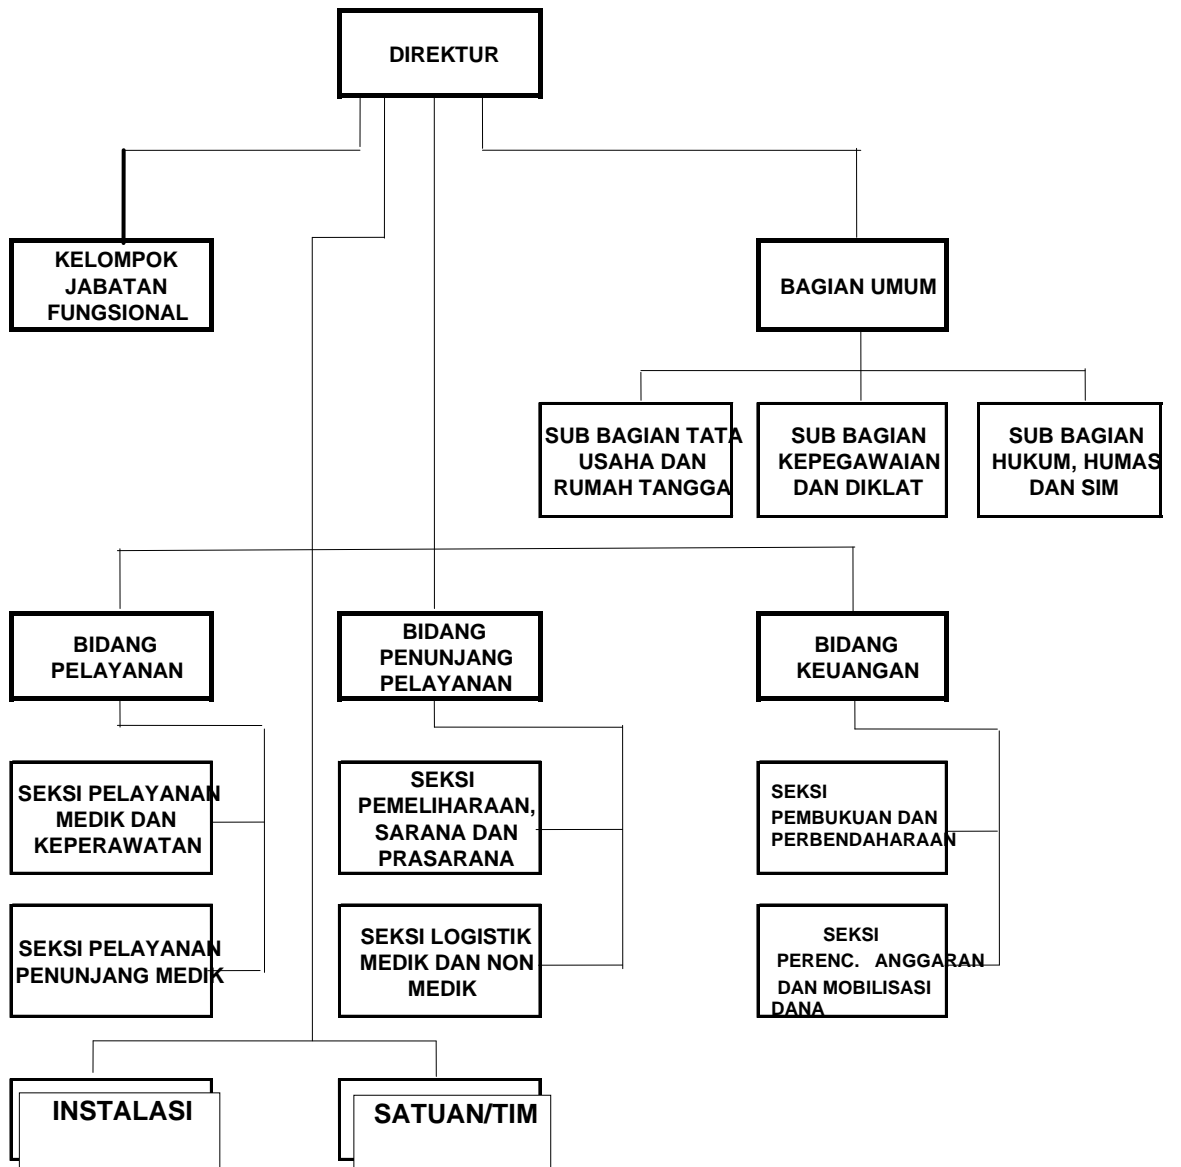 DIREKTUR
KELOMPOK
JABATAN
FUNGSIONAL
BAGIAN UMUM
SUB BAGIAN TATA
USAHA DAN
RUMAH TANGGA
SUB BAGIAN
KEPEGAWAIAN
DAN DIKLAT
SUB BAGIAN
HUKUM, HUMAS
DAN SIM
BIDANG
PELAYANAN
BIDANG
PENUNJANG
PELAYANAN
BIDANG
KEUANGAN
SEKSI PELAYANAN
MEDIK DAN
KEPERAWATAN
SEKSI
PEMELIHARAAN,
SARANA DAN
PRASARANA
SEKSI
PEMBUKUAN DAN
PERBENDAHARAAN
SEKSI PELAYANAN
PENUNJANG MEDIK
SEKSI LOGISTIK
MEDIK DAN NON
MEDIK
SEKSI
PERENC. ANGGARAN
DAN MOBILISASI
DANA
INSTALASI
SATUAN/TIM